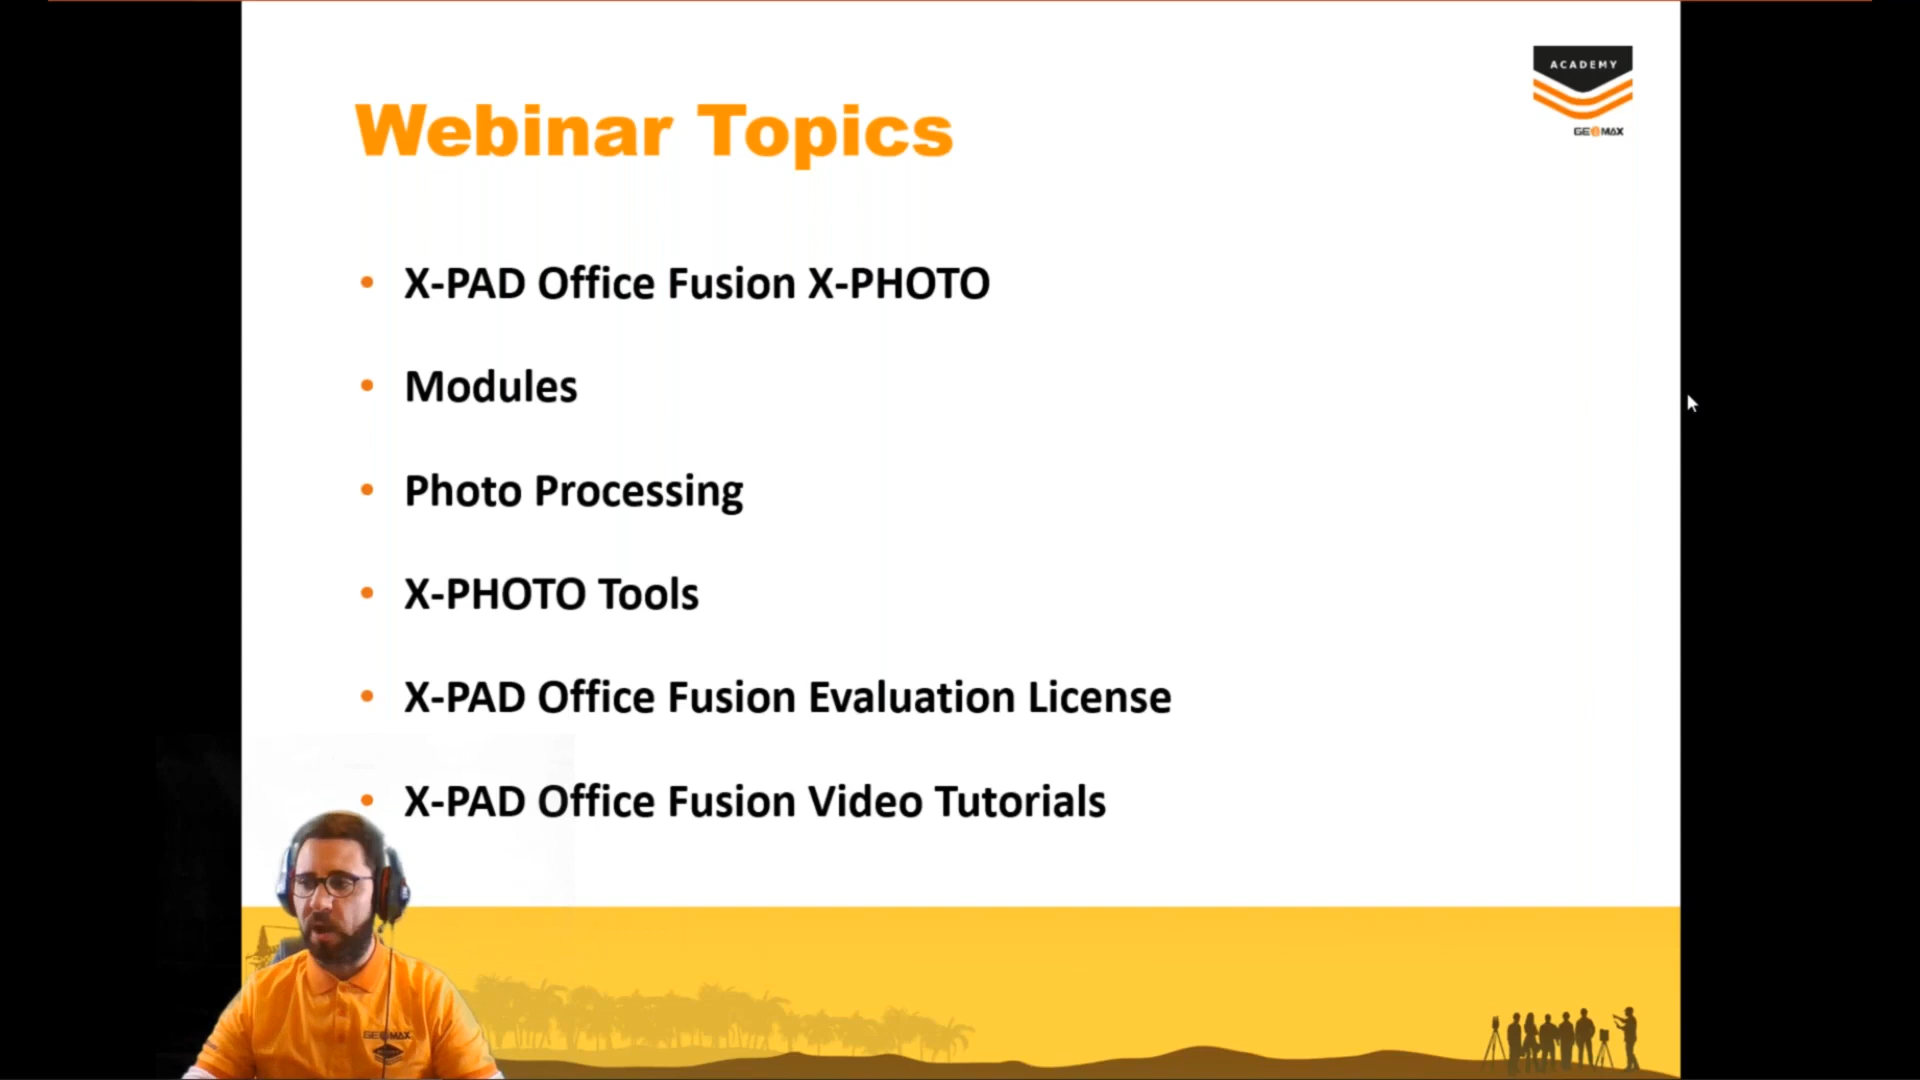 ACADEMY
GEOMAX
Webinar Topics
• X-PAD Office Fusion X-PHOTO
• Modules
• Photo Processing
• X-PHOTO Tools
• X-PAD Office Fusion Evaluation License
• X-PAD Office Fusion Video Tutorials
GEOMAX